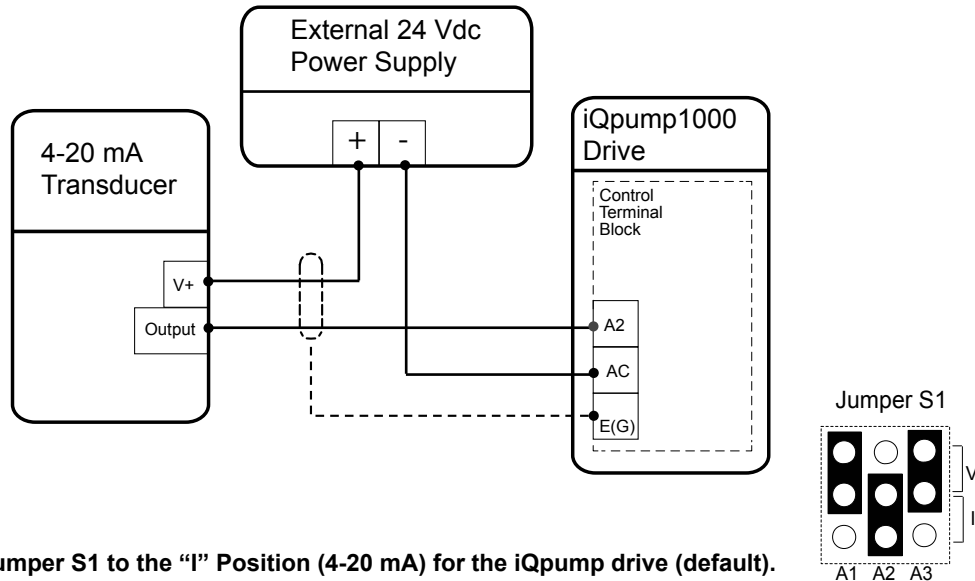 External 24 Vdc
Power Supply
+ -
4-20 mA
Transducer
V+
Output
iQpump1000
Drive
Control
Terminal
Block
A2
AC
E(G)
Jumper S1
V
I
A1 A2 A3
umper S1 to the “I” Position (4-20 mA) for the iQpump drive (default).